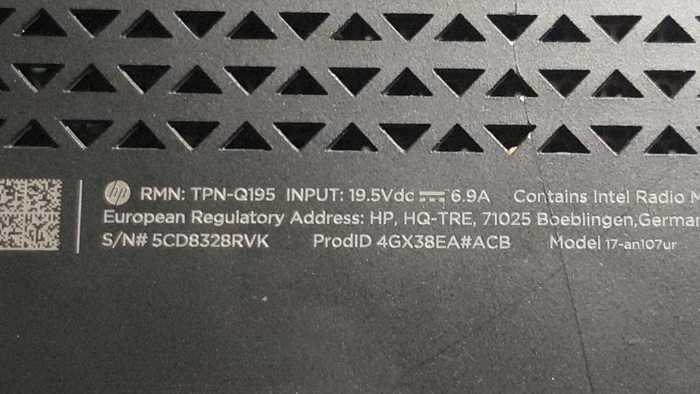 hp RMN: TPN-Q195 INPUT: 19.5Vdc ⎓ 6.9A Contains Intel Radio M
European Regulatory Address: HP, HQ-TRE, 71025 Boeblingen,German
S/N# 5CD8328RVK ProdID 4GX38EA#ACB Model 17-an107ur